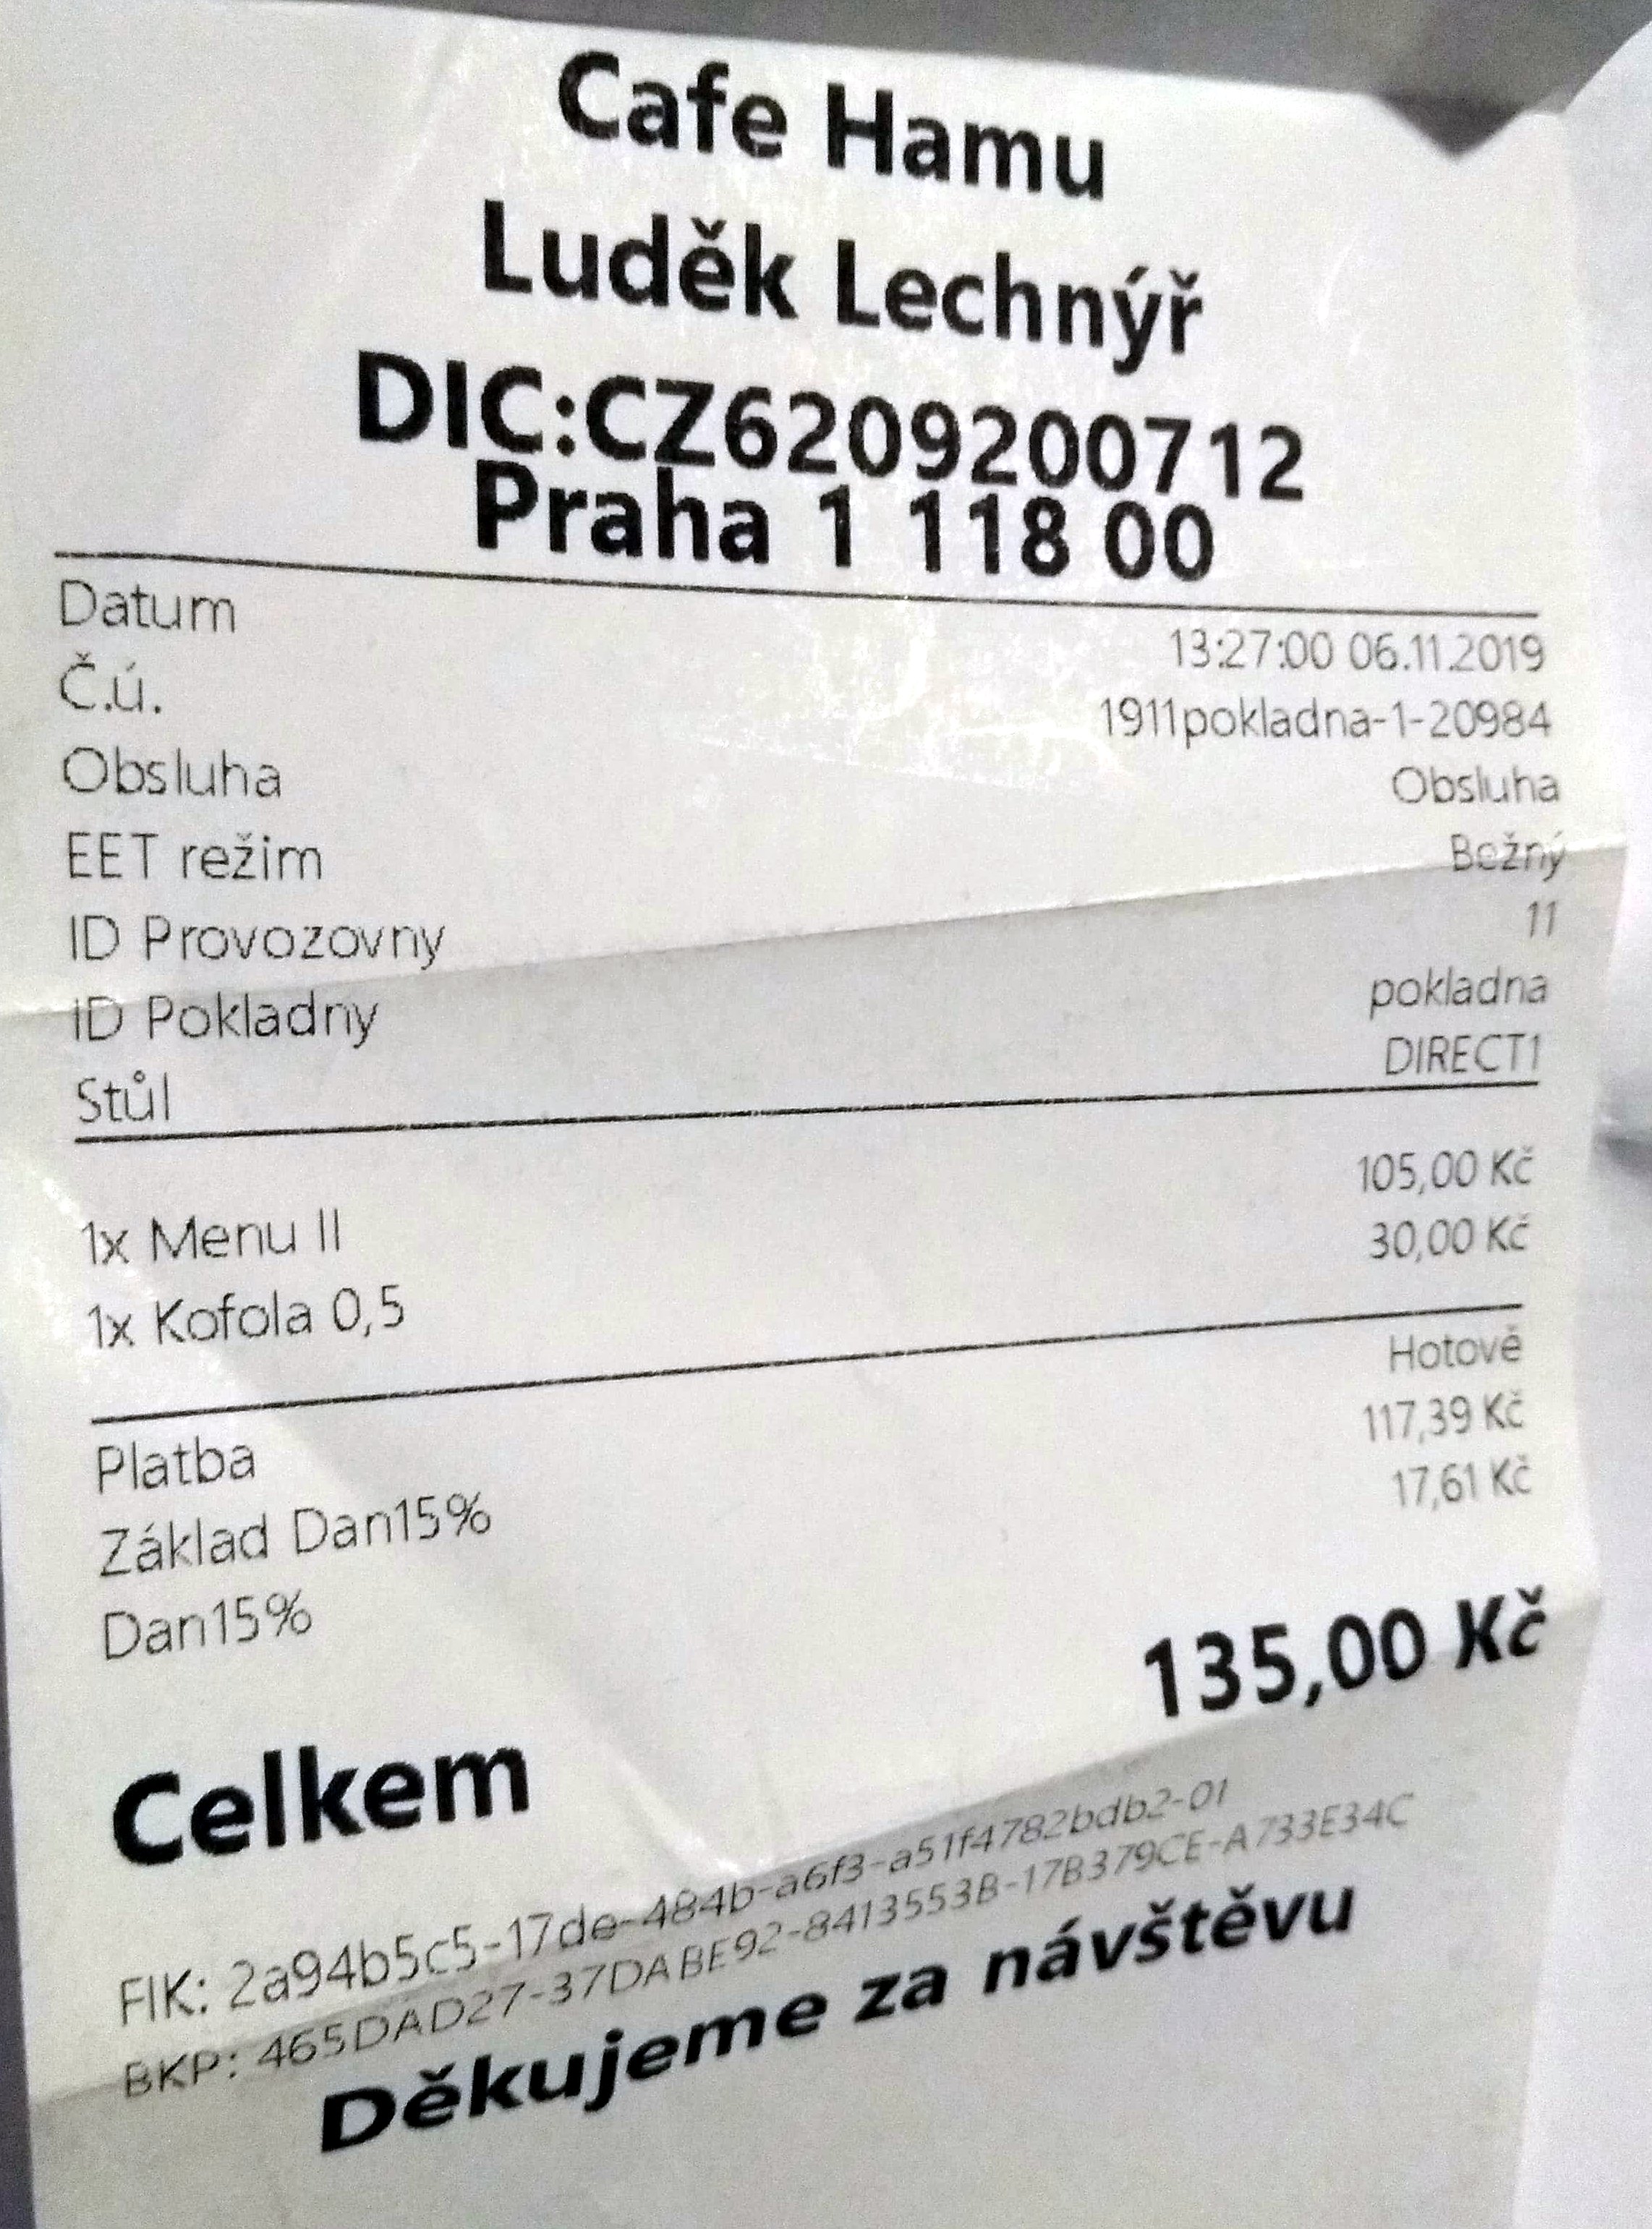 Cafe Hamu
Luděk Lechnýř
DIC:CZ6209200712
Praha 1 118 00
Datum 13:27:00 06.11.2019
Č.ú. 1911pokladna-1-20984
Obsluha Obsluha
EET režim Bežný
ID Provozovny 11
ID Pokladny pokladna
Stůl DIRECT1
1x Menu II 105,00 Kč
1x Kofola 0,5 30,00 Kč
Platba Hotově
Základ Dan15% 117,39 Kč
Dan15% 17,61 Kč
Celkem 135,00 Kč
FIK: 2a94b5c5-17de-484b-a6f3-a51f4782bdb2-01
BKP: 465DAD27-37DABE92-8413553B-17B379CE-A733E34C
Děkujeme za návštěvu